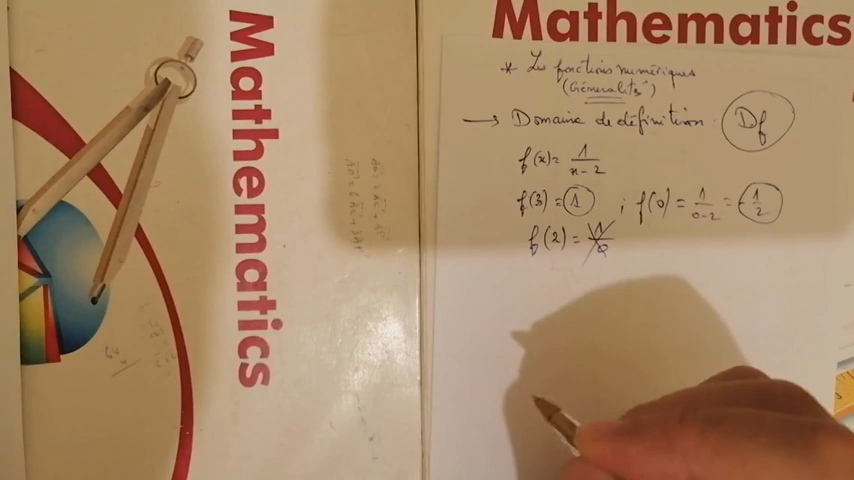 Mathematics
Mathematics
* Les fonctions numériques
(Généralités)
→ Domaine de définition : Df
f(x) = 1/(x-2)
f(3) = 1 ; f(0) = 1/(0-2) = -1/2
f(2) = 1/0